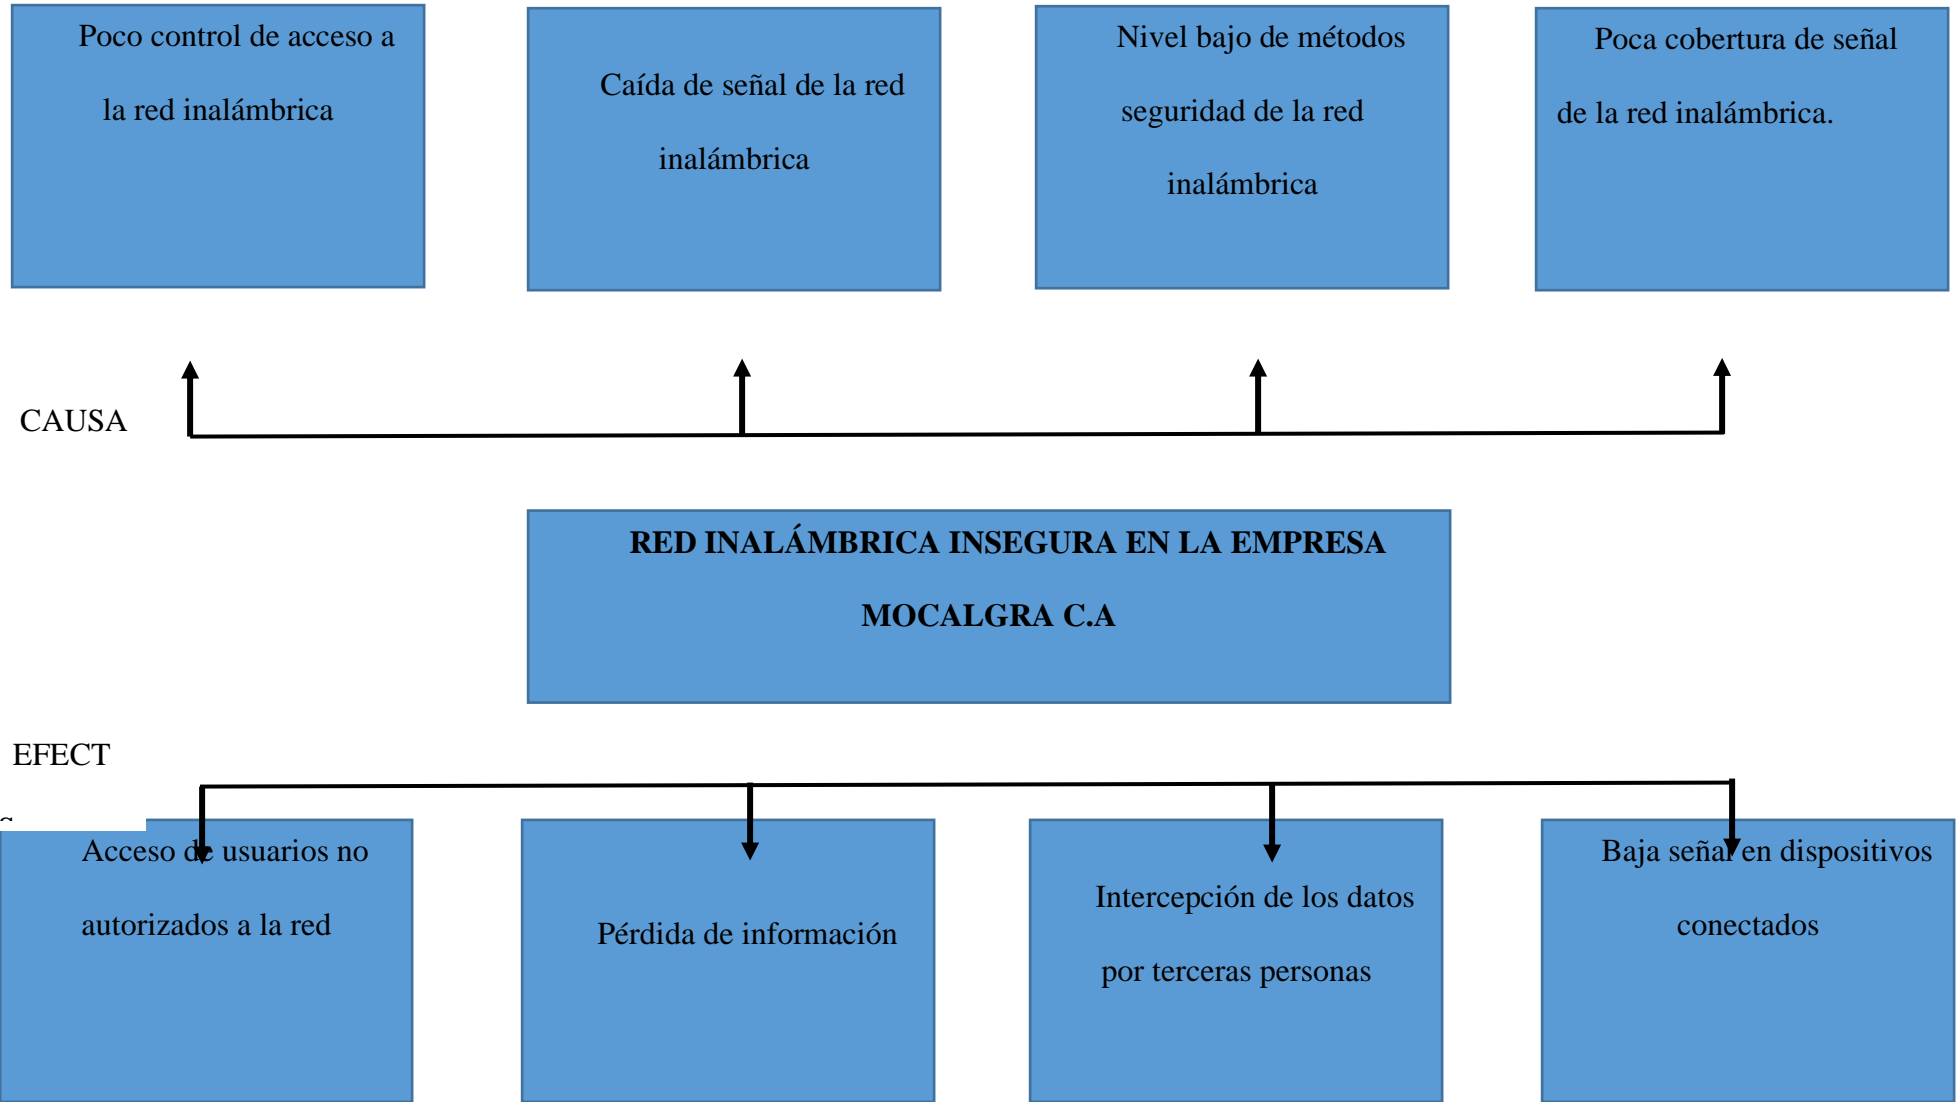 Poco control de acceso a
la red inalámbrica
Caída de señal de la red
inalámbrica
Nivel bajo de métodos
seguridad de la red
inalámbrica
Poca cobertura de señal
de la red inalámbrica.
CAUSA
RED INALÁMBRICA INSEGURA EN LA EMPRESA
MOCALGRA C.A
EFECT
Acceso de usuarios no
autorizados a la red
Pérdida de información
Intercepción de los datos
por terceras personas
Baja señal en dispositivos
conectados